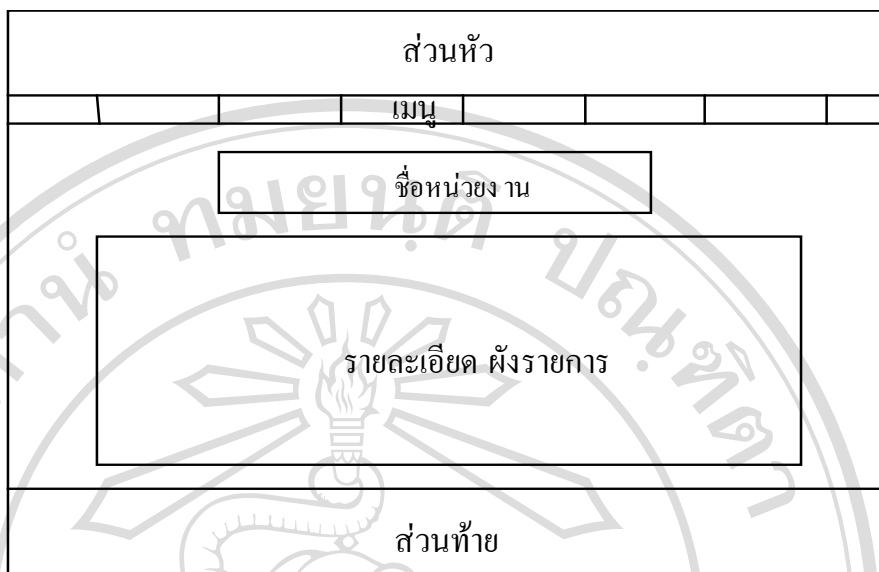 ส่วนหัว
เมนู
ชื่อหน่วยงาน
รายละเอียด ผังรายการ
ส่วนท้าย